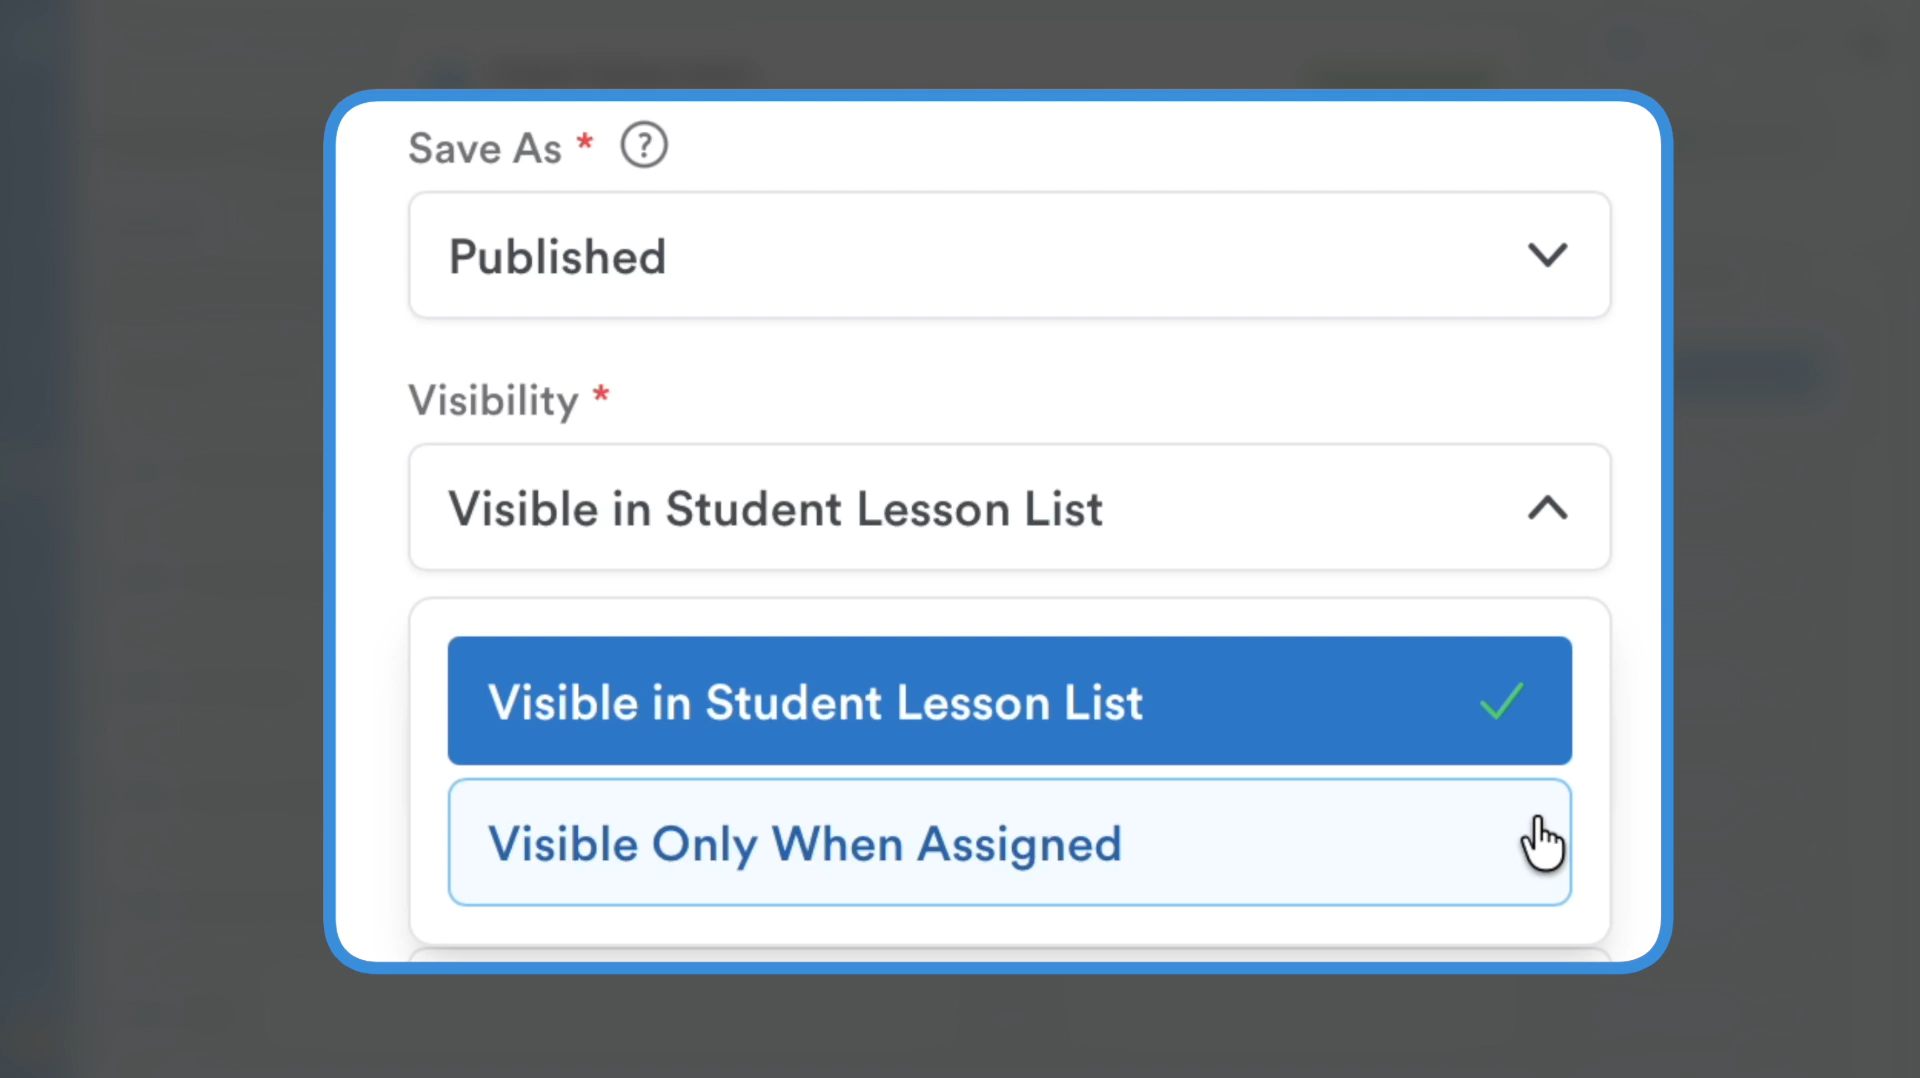 Save As * ?
Published
Visibility *
Visible in Student Lesson List
Visible in Student Lesson List
Visible Only When Assigned